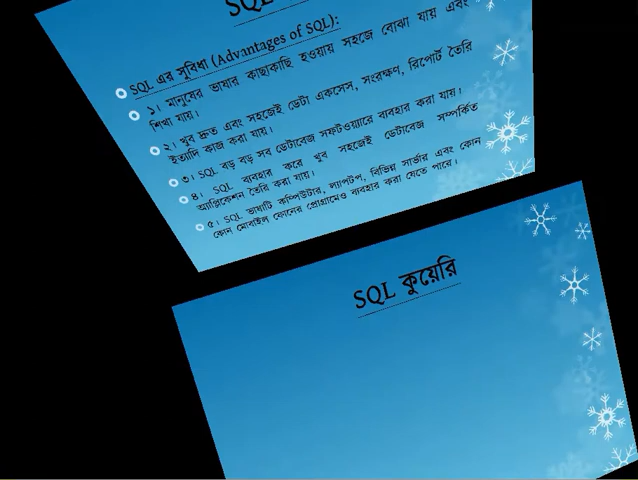 SQL
SQL এর সুবিধা (Advantages of SQL):
১। মানুষের ভাষার কাছাকাছি হওয়ায় সহজে বোঝা যায় এবং
শিখা যায়।
২। খুব দ্রুত এবং সহজেই ডেটা একসেস, সংরক্ষণ, রিপোর্ট তৈরি
ইত্যাদি কাজ করা যায়।
৩। SQL বড় বড় সব ডেটাবেজ সফটওয়্যারে ব্যবহার করা যায়।
৪। SQL ব্যবহার করে খুব সহজেই ডেটাবেজ সম্পর্কিত
অ্যাপ্লিকেশন তৈরি করা যায়।
৫। SQL ভাষাটি কম্পিউটার, ল্যাপটপ, বিভিন্ন সার্ভার এবং কোন
কোন মোবাইল ফোনের প্রোগ্রামেও ব্যবহার করা যেতে পারে।
SQL কুয়েরি